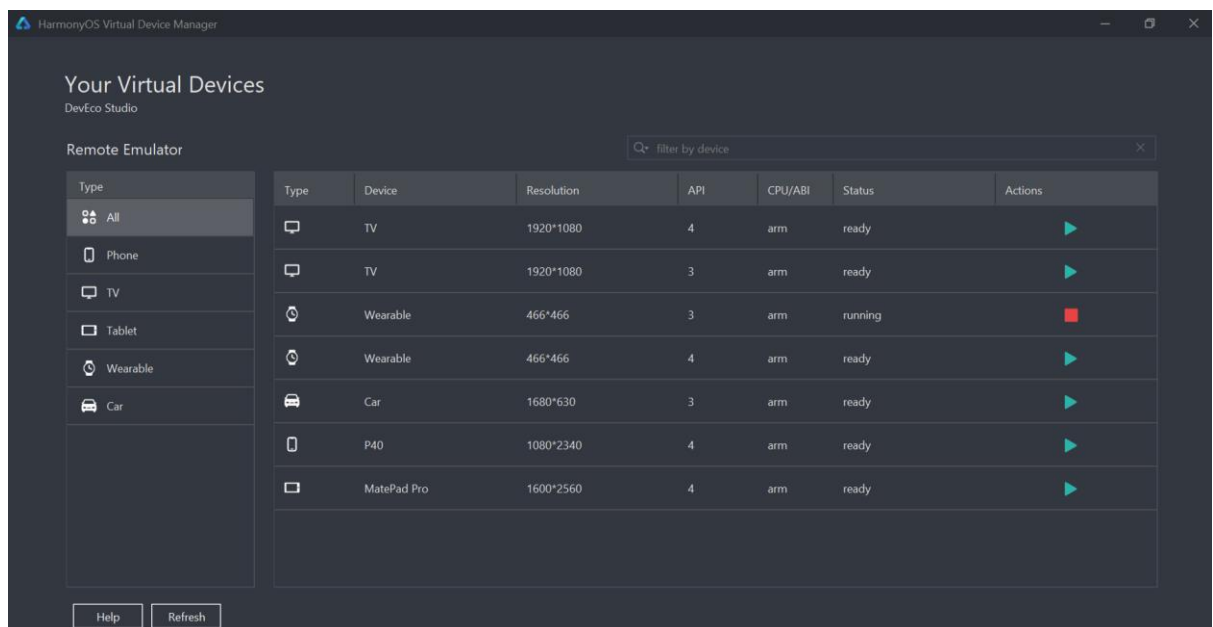 HarmonyOS Virtual Device Manager
Your Virtual Devices
DevEco Studio
Remote Emulator
filter by device
Type
All
Phone
TV
Tablet
Wearable
Car
Type Device Resolution API CPU/ABI Status Actions
TV 1920*1080 4 arm ready
TV 1920*1080 3 arm ready
Wearable 466*466 3 arm running
Wearable 466*466 4 arm ready
Car 1680*630 3 arm ready
P40 1080*2340 4 arm ready
MatePad Pro 1600*2560 4 arm ready
Help Refresh